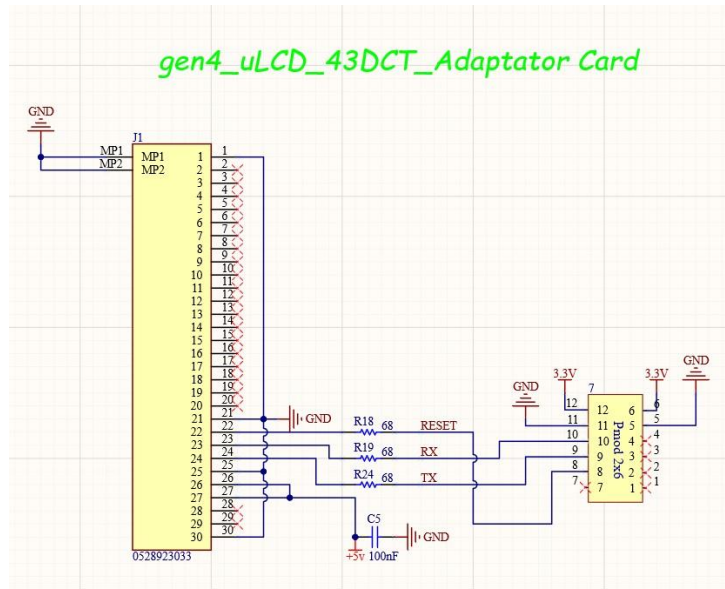 gen4_uLCD_43DCT_Adaptator Card
GND
J1
MP1 MP1 1 1
MP2 MP2 2 2
3 3
4 4
5 5
6 6
7 7
8 8
9 9
10 10
11 11
12 12
13 13
14 14
15 15
16 16
17 17
18 18
19 19
20 20
21 21 GND
22 22 R18 68 RESET
23 23 R19 68 RX
24 24 R24 68 TX
25 25
26 26
27 27
28 28
29 29
30 30
0528923033
C5
100nF
+5v
GND
GND 3.3V 7 3.3V GND
12 12 6 6
11 11 5 5
10 10 4 4
9 9 3 3
8 8 2 2
7 7 1 1
Pmod 2x6